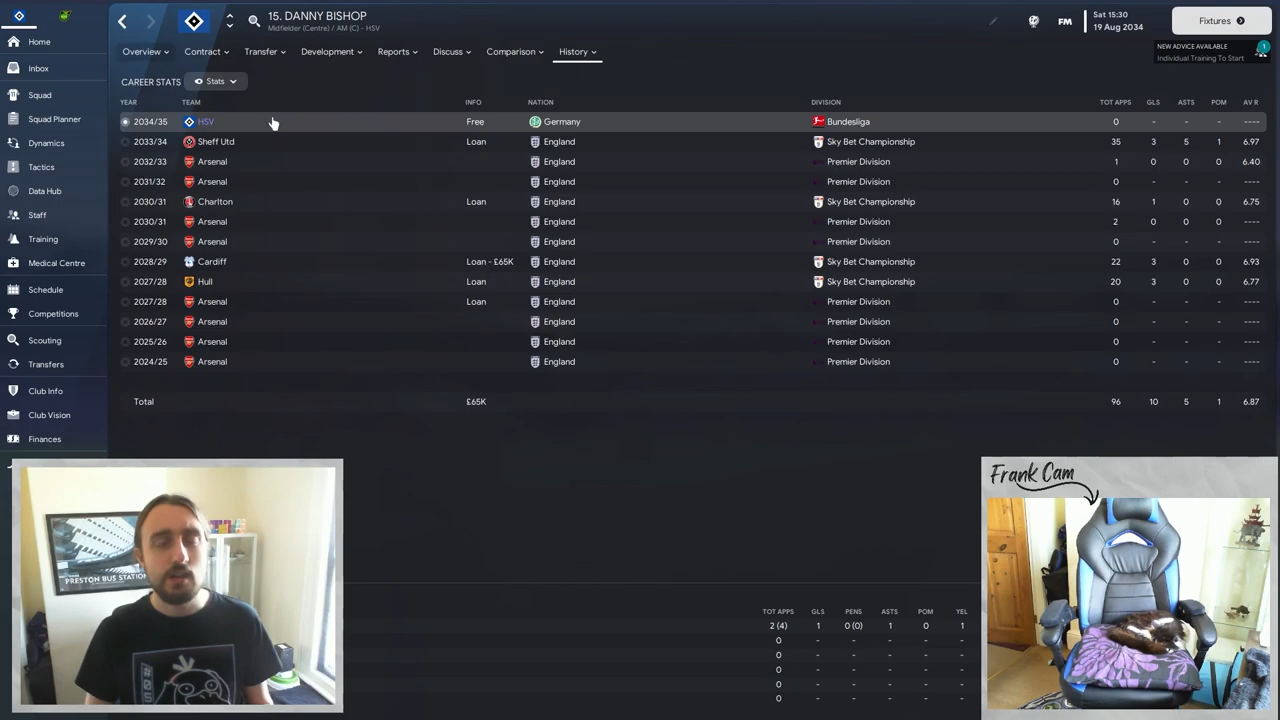 15. DANNY BISHOP
Midfielder (Centre) / AM (C) - HSV
FM
Sat 15:30
19 Aug 2034
Fixtures
NEW ADVICE AVAILABLE
Individual Training To Start
1
Overview Contract Transfer Development Reports Discuss Comparison History
Home
Inbox
Squad
Squad Planner
Dynamics
Tactics
Data Hub
Staff
Training
Medical Centre
Schedule
Competitions
Scouting
Transfers
Club Info
Club Vision
Finances
CAREER STATS Stats
YEAR TEAM INFO NATION DIVISION TOT APPS GLS ASTS POM AV R
2034/35 HSV Free Germany Bundesliga 0 - - - ----
2033/34 Sheff Utd Loan England Sky Bet Championship 35 3 5 1 6.97
2032/33 Arsenal England Premier Division 1 0 0 0 6.40
2031/32 Arsenal England Premier Division 0 - - - ----
2030/31 Charlton Loan England Sky Bet Championship 16 1 0 0 6.75
2030/31 Arsenal England Premier Division 2 0 0 0 ----
2029/30 Arsenal England Premier Division 0 - - - ----
2028/29 Cardiff Loan - £65K England Sky Bet Championship 22 3 0 0 6.93
2027/28 Hull Loan England Sky Bet Championship 20 3 0 0 6.77
2027/28 Arsenal Loan England Premier Division 0 - - - ----
2026/27 Arsenal England Premier Division 0 - - - ----
2025/26 Arsenal England Premier Division 0 - - - ----
2024/25 Arsenal England Premier Division 0 - - - ----
Total £65K 96 10 5 1 6.87
Frank Cam
PRESTON BUS STATION
TOT APPS GLS PENS ASTS POM YEL
2 (4) 1 0 (0) 1 0 1
0 - - - - -
0 - - - - -
0 - - - - -
0 - - - - -
0 - - - - -